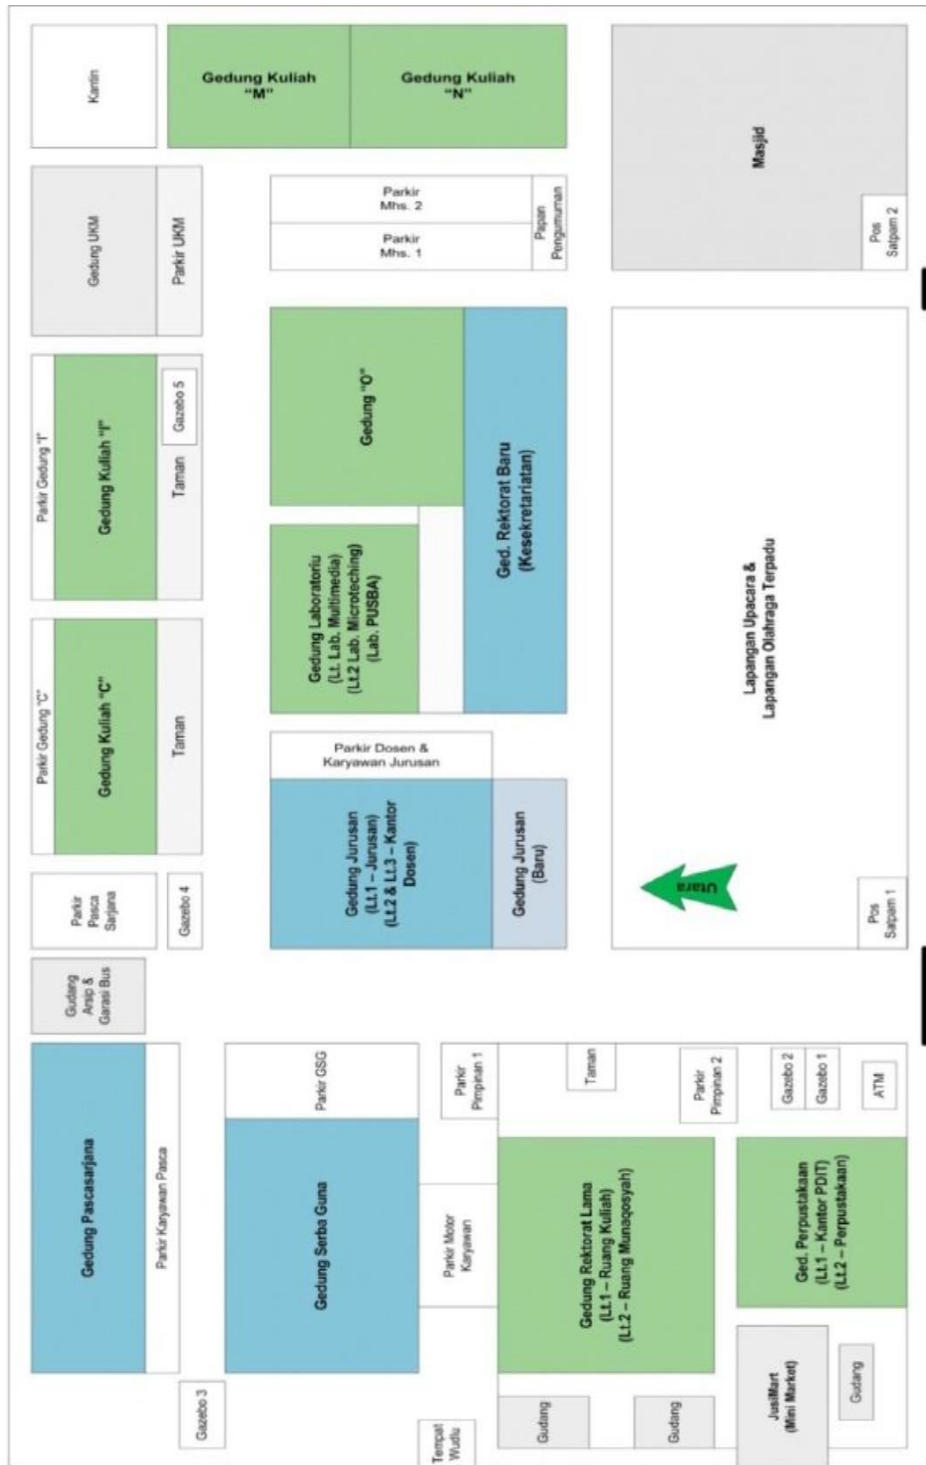 Kantin
Gedung Kuliah
“M”
Gedung Kuliah
“N”
Masjid
Pos
Satpam 2
Gedung UKM
Parkir UKM
Parkir
Mhs. 2
Parkir
Mhs. 1
Papan
Pengumuman
Parkir Gedung “I”
Gedung Kuliah “I”
Taman
Gazebo 5
Gedung “O”
Ged. Rektorat Baru
(Kesekretariatan)
Gedung Laboratoriu
(Lt. Lab. Multimedia)
(Lt.2 Lab. Microteching)
(Lab. PUSBA)
Lapangan Upacara &
Lapangan Olahraga Terpadu
Parkir Gedung “C”
Gedung Kuliah “C”
Taman
Parkir Dosen &
Karyawan Jurusan
Gedung Jurusan
(Lt.1 – Jurusan)
(Lt.2 & Lt.3 – Kantor
Dosen)
Gedung Jurusan
(Baru)
Utara
Pos
Satpam 1
Parkir
Pasca
Sarjana
Gazebo 4
Gudang
Arsip &
Garasi Bus
Gedung Pascasarjana
Parkir Karyawan Pasca
Parkir GSG
Gedung Serba Guna
Parkir
Pimpinan 1
Parkir Motor
Karyawan
Taman
Parkir
Pimpinan 2
Gazebo 2
Gazebo 1
ATM
Gedung Rektorat Lama
(Lt.1 – Ruang Kuliah)
(Lt.2 – Ruang Munaqosyah)
Ged. Perpustakaan
(Lt.1 – Kantor PDIT)
(Lt.2 – Perpustakaan)
Gazebo 3
Tempat
Wudlu
Gudang
Gudang
JusiMart
(Mini Market)
Gudang